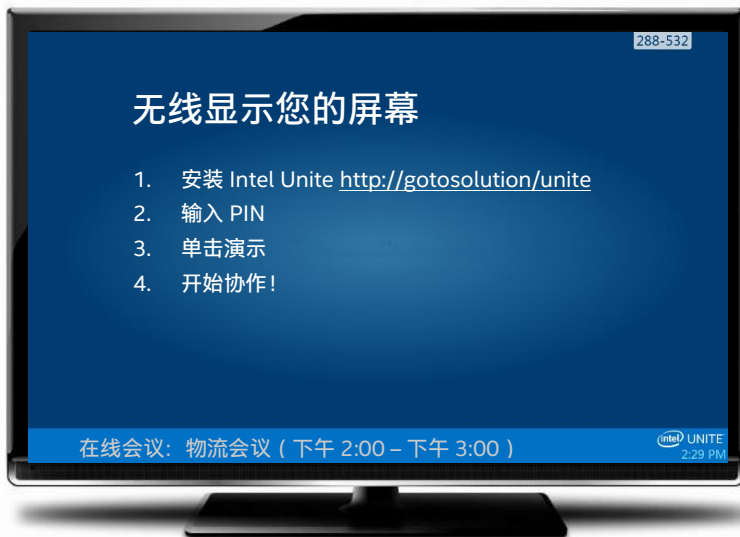 288-532
无线显示您的屏幕
1. 安装 Intel Unite http://gotosolution/unite
2. 输入 PIN
3. 单击演示
4. 开始协作！
在线会议：物流会议（下午 2:00 – 下午 3:00）
intel UNITE
2:29 PM